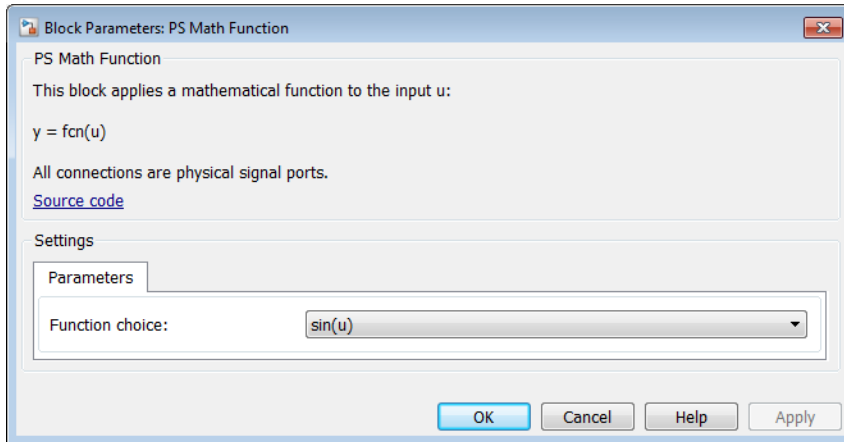 Block Parameters: PS Math Function
PS Math Function
This block applies a mathematical function to the input u:
y = fcn(u)
All connections are physical signal ports.
Source code
Settings
Parameters
Function choice: sin(u)
OK Cancel Help Apply